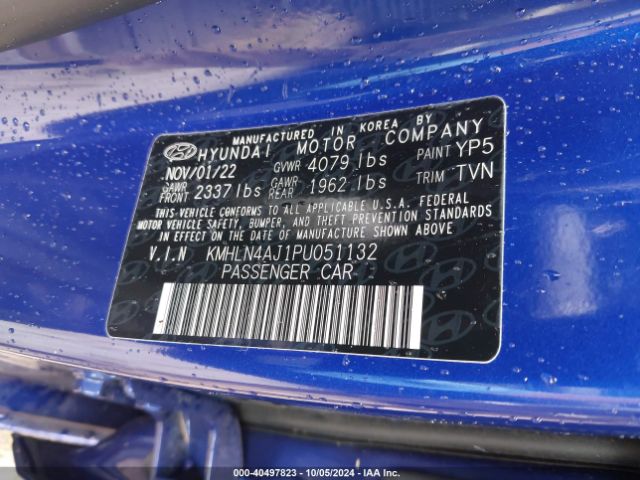 MANUFACTURED IN KOREA BY
HYUNDAI MOTOR COMPANY
NOV/01/22 GVWR 4079 lbs PAINT YP5
GAWR FRONT 2337 lbs GAWR REAR 1962 lbs TRIM TVN
THIS VEHICLE CONFORMS TO ALL APPLICABLE U.S.A. FEDERAL
MOTOR VEHICLE SAFETY, BUMPER, AND THEFT PREVENTION STANDARDS
IN EFFECT ON THE DATE OF MANUFACTURE SHOWN ABOVE
V.I.N KMHLN4AJ1PU051132
PASSENGER CAR
000-40497823 - 10/05/2024 - IAA Inc.